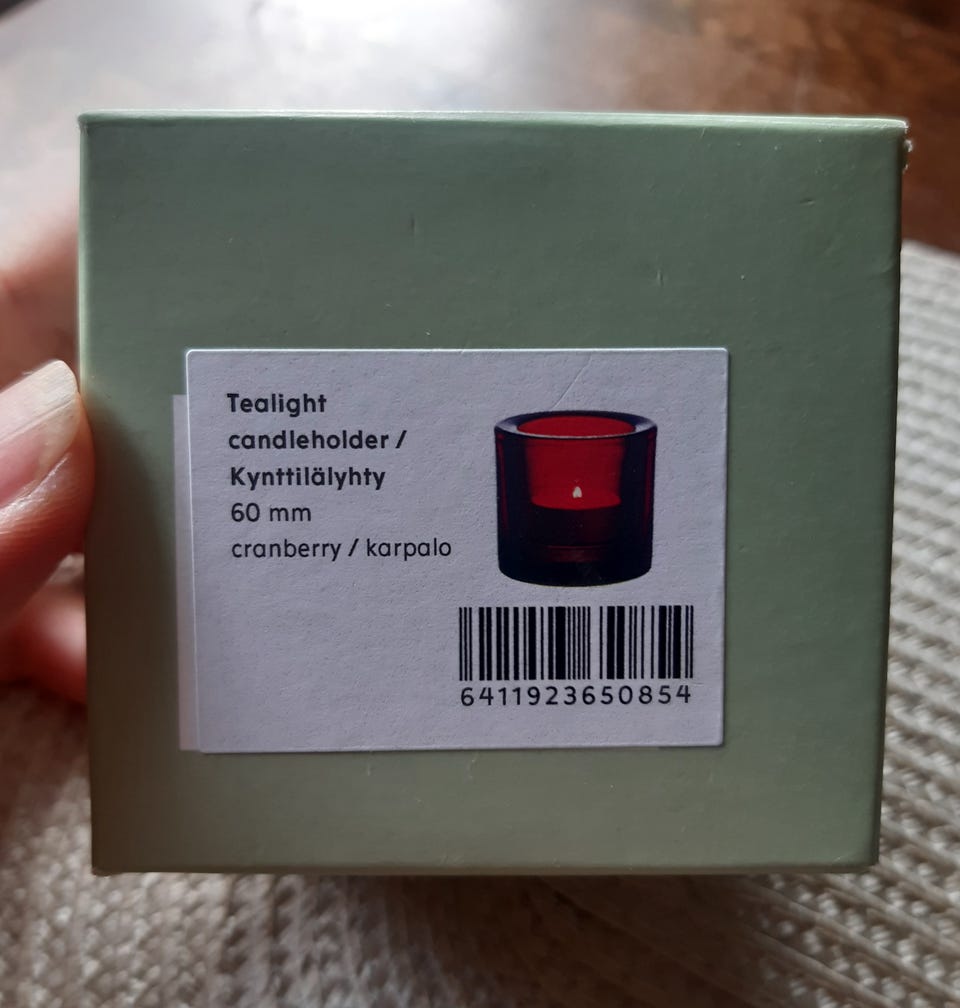 Tealight
candleholder /
Kynttilälyhty
60 mm
cranberry / karpalo
6411923650854